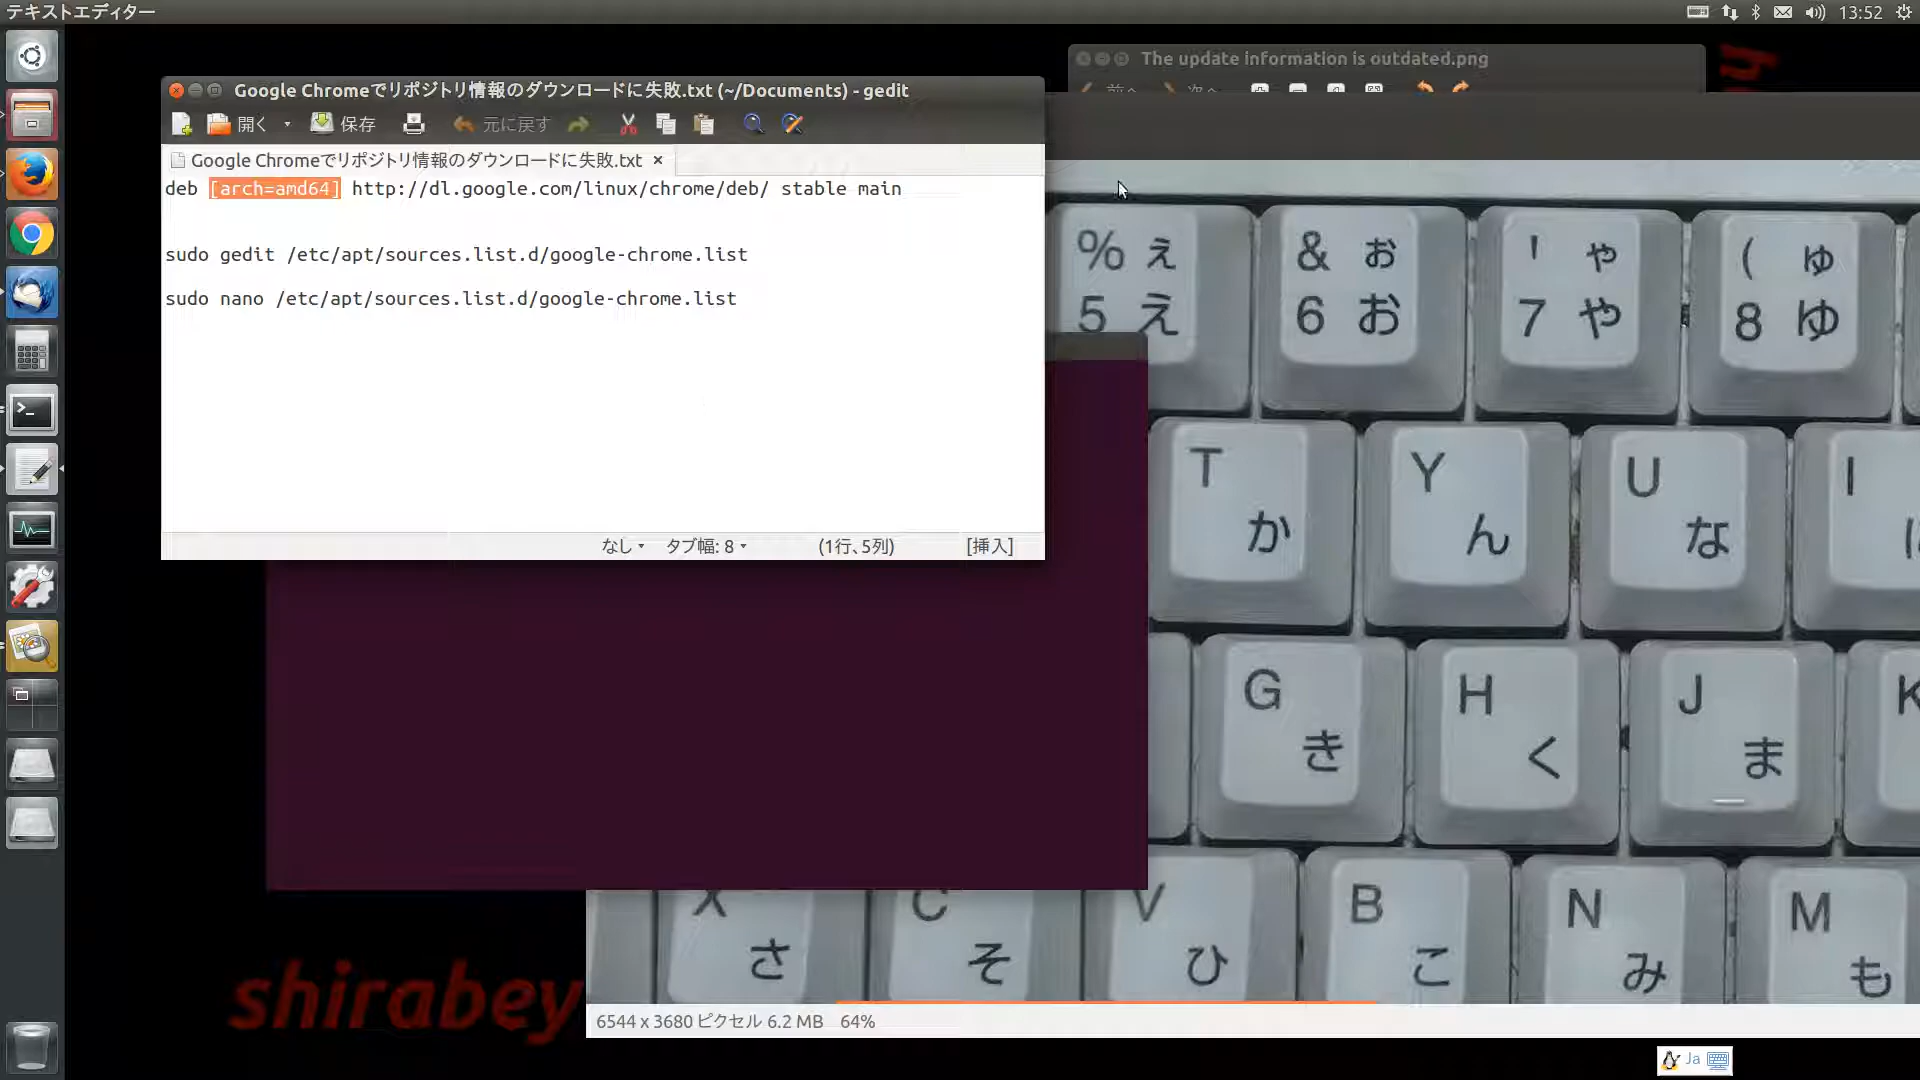 テキストエディター
13:52
The update information is outdated.png
Google Chromeでリポジトリ情報のダウンロードに失敗.txt (~/Documents) - gedit
開く 保存 元に戻す
前へ 次へ
Google Chromeでリポジトリ情報のダウンロードに失敗.txt ×
deb [arch=amd64] http://dl.google.com/linux/chrome/deb/ stable main
sudo gedit /etc/apt/sources.list.d/google-chrome.list
sudo nano /etc/apt/sources.list.d/google-chrome.list
なし タブ幅: 8 (1行、5列) [挿入]
% ぇ & ぉ ' ゃ ( ゅ
5 え 6 お 7 や 8 ゆ
T Y U I
か ん な
G H J K
き く ま
X C V B N M
さ そ ひ こ み も
shirabey
6544 x 3680 ピクセル 6.2 MB 64%
Ja